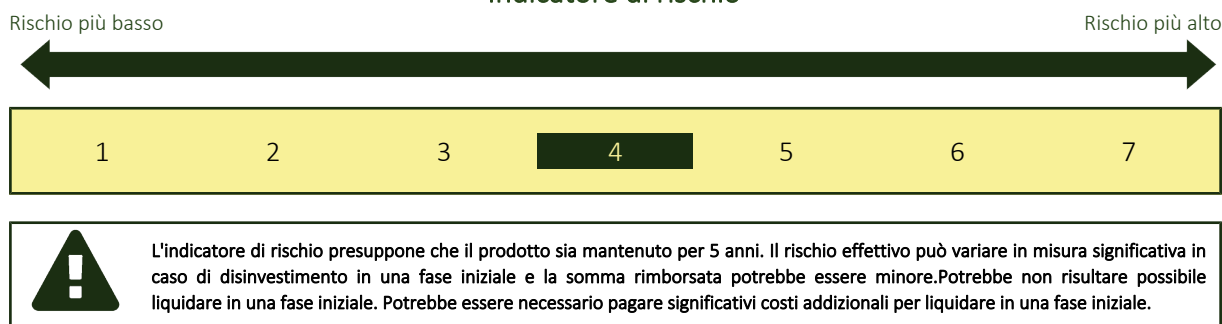 Indicatore di rischio
Rischio più basso
Rischio più alto
1 2 3 4 5 6 7
L'indicatore di rischio presuppone che il prodotto sia mantenuto per 5 anni. Il rischio effettivo può variare in misura significativa in
caso di disinvestimento in una fase iniziale e la somma rimborsata potrebbe essere minore.Potrebbe non risultare possibile
liquidare in una fase iniziale. Potrebbe essere necessario pagare significativi costi addizionali per liquidare in una fase iniziale.